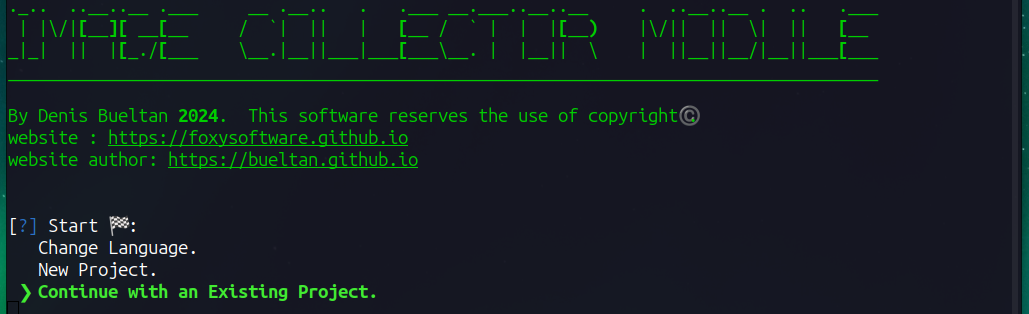 IMAGE COLLECTOR MODULE
By Denis Bueltan 2024. This software reserves the use of copyright©
website : https://foxysoftware.github.io
website author: https://bueltan.github.io
[?] Start 🏁:
Change Language.
New Project.
❯ Continue with an Existing Project.